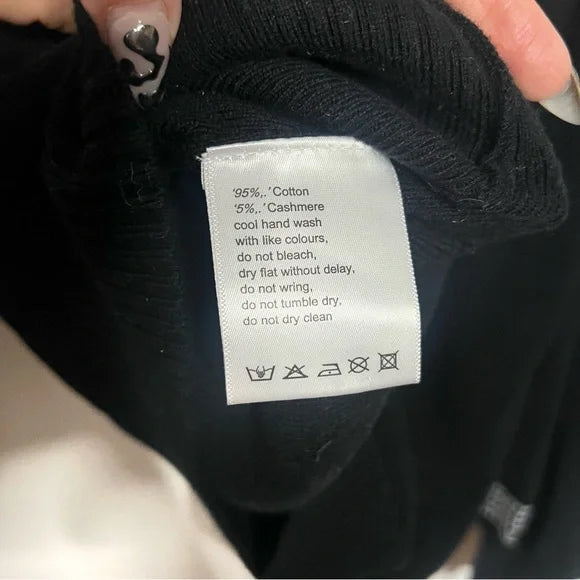 '95%,.'Cotton
'5%,.'Cashmere
cool hand wash
with like colours,
do not bleach,
dry flat without delay,
do not wring,
do not tumble dry,
do not dry clean